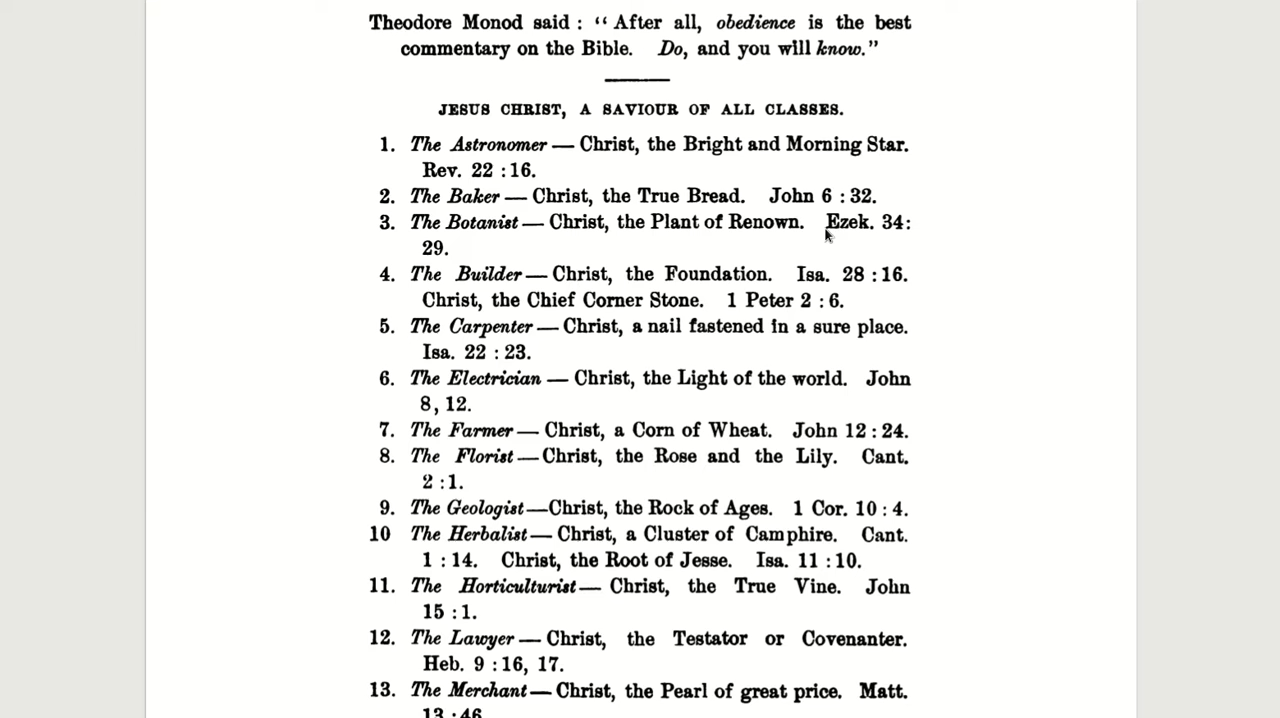 Theodore Monod said : “ After all, obedience is the best
commentary on the Bible. Do, and you will know.”
JESUS CHRIST, A SAVIOUR OF ALL CLASSES.
1. The Astronomer — Christ, the Bright and Morning Star.
Rev. 22 : 16.
2. The Baker — Christ, the True Bread. John 6 : 32.
3. The Botanist — Christ, the Plant of Renown. Ezek. 34:
29.
4. The Builder — Christ, the Foundation. Isa. 28 : 16.
Christ, the Chief Corner Stone. 1 Peter 2 : 6.
5. The Carpenter — Christ, a nail fastened in a sure place.
Isa. 22 : 23.
6. The Electrician — Christ, the Light of the world. John
8, 12.
7. The Farmer — Christ, a Corn of Wheat. John 12 : 24.
8. The Florist — Christ, the Rose and the Lily. Cant.
2 : 1.
9. The Geologist — Christ, the Rock of Ages. 1 Cor. 10 : 4.
10 The Herbalist — Christ, a Cluster of Camphire. Cant.
1 : 14. Christ, the Root of Jesse. Isa. 11 : 10.
11. The Horticulturist — Christ, the True Vine. John
15 : 1.
12. The Lawyer — Christ, the Testator or Covenanter.
Heb. 9 : 16, 17.
13. The Merchant — Christ, the Pearl of great price. Matt.
13 : 46